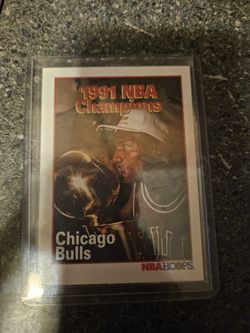 1991 NBA
Champions
Chicago
Bulls
NBA HOOPS